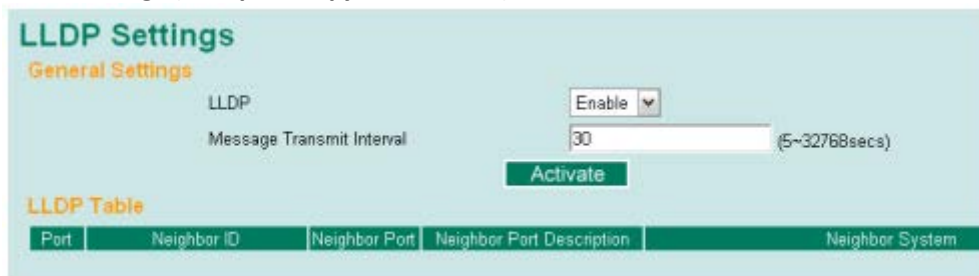 LLDP Settings
General Settings
LLDP Enable
Message Transmit Interval 30 (5~32768secs)
Activate
LLDP Table
Port Neighbor ID Neighbor Port Neighbor Port Description Neighbor System